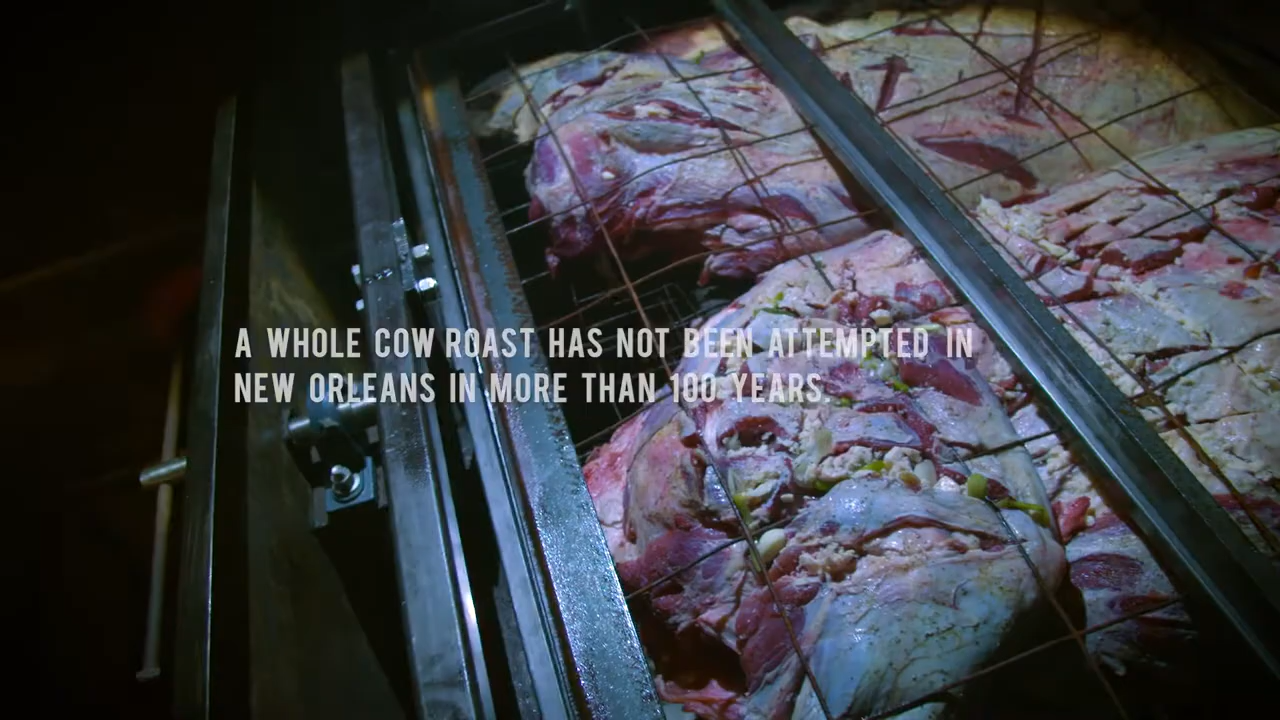 A WHOLE COW ROAST HAS NOT BEEN ATTEMPTED IN
NEW ORLEANS IN MORE THAN 100 YEARS.